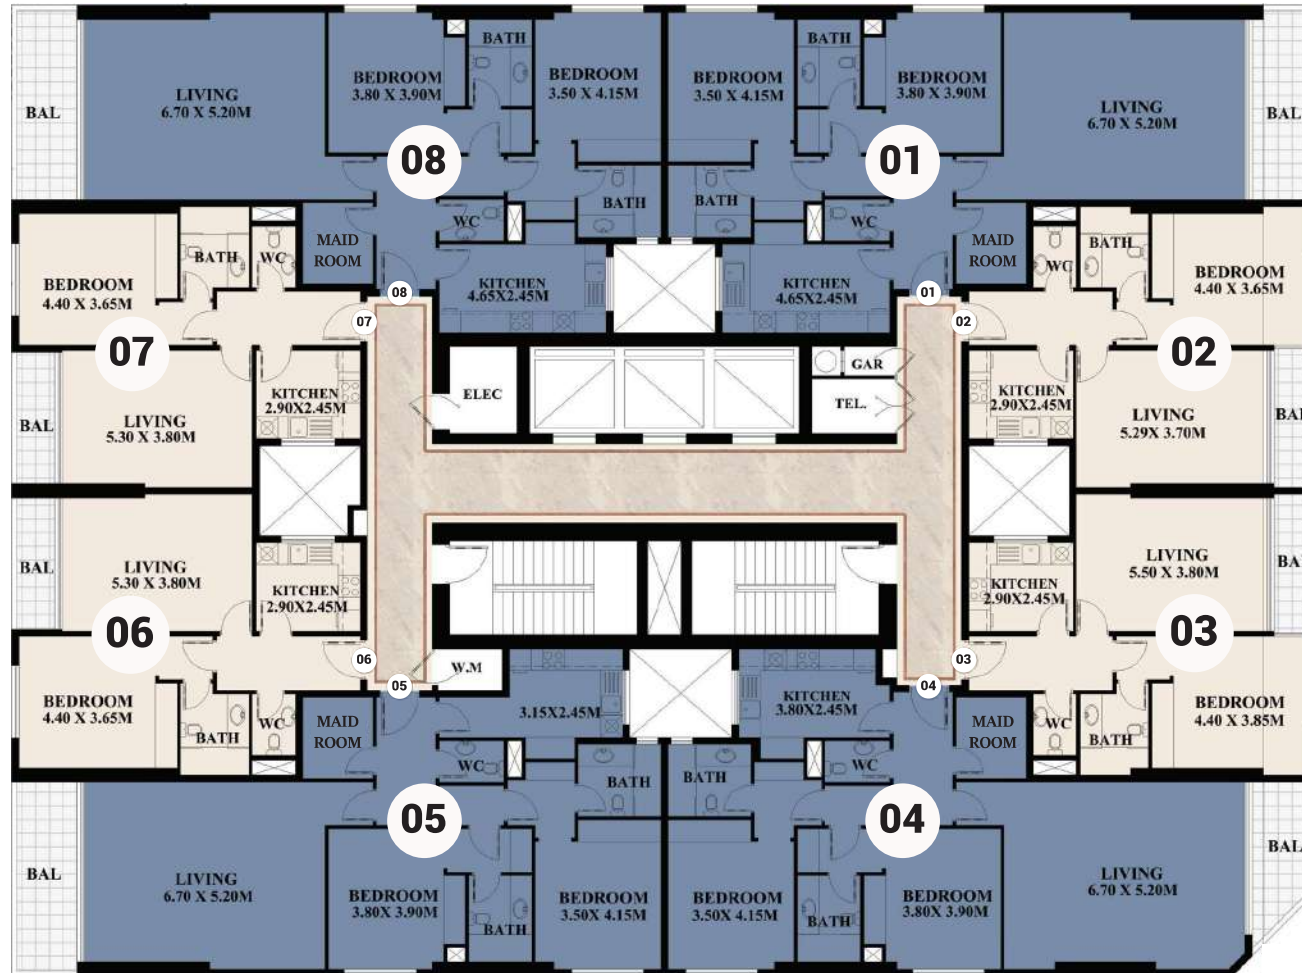 BATH
BEDROOM
3.80 X 3.90M
BEDROOM
3.50 X 4.15M
BEDROOM
3.50 X 4.15M
BATH
BEDROOM
3.80 X 3.90M
BAL
LIVING
6.70 X 5.20M
LIVING
6.70 X 5.20M
BAL
08
01
BATH
BATH
WC
WC
MAID
ROOM
MAID
ROOM
BATH
WC
BEDROOM
4.40 X 3.65M
KITCHEN
4.65X2.45M
KITCHEN
4.65X2.45M
BATH
WC
BEDROOM
4.40 X 3.65M
08
01
07
02
07
02
GAR
ELEC
TEL.
KITCHEN
2.90X2.45M
KITCHEN
2.90X2.45M
BAL
LIVING
5.30 X 3.80M
LIVING
5.29X 3.70M
BAL
LIVING
5.30 X 3.80M
BAL
KITCHEN
2.90X2.45M
KITCHEN
2.90X2.45M
LIVING
5.50 X 3.80M
BAL
06
03
06
03
05
04
W.M
BEDROOM
4.40 X 3.65M
BATH
WC
MAID
ROOM
3.15X2.45M
KITCHEN
3.80X2.45M
MAID
ROOM
WC
BATH
BEDROOM
4.40 X 3.85M
WC
BATH
BATH
WC
05
04
BAL
LIVING
6.70 X 5.20M
BEDROOM
3.80X 3.90M
BATH
BEDROOM
3.50X 4.15M
BEDROOM
3.50X 4.15M
BATH
BEDROOM
3.80X 3.90M
LIVING
6.70 X 5.20M
BAL